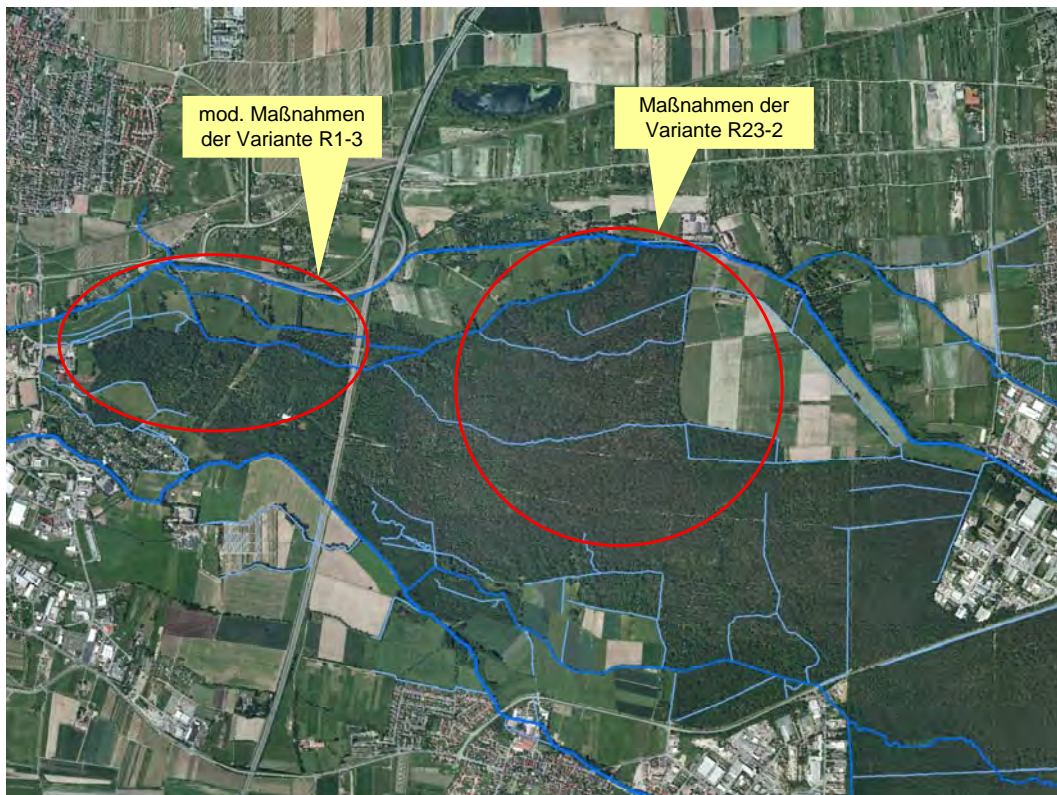 mod. Maßnahmen
der Variante R1-3
Maßnahmen der
Variante R23-2